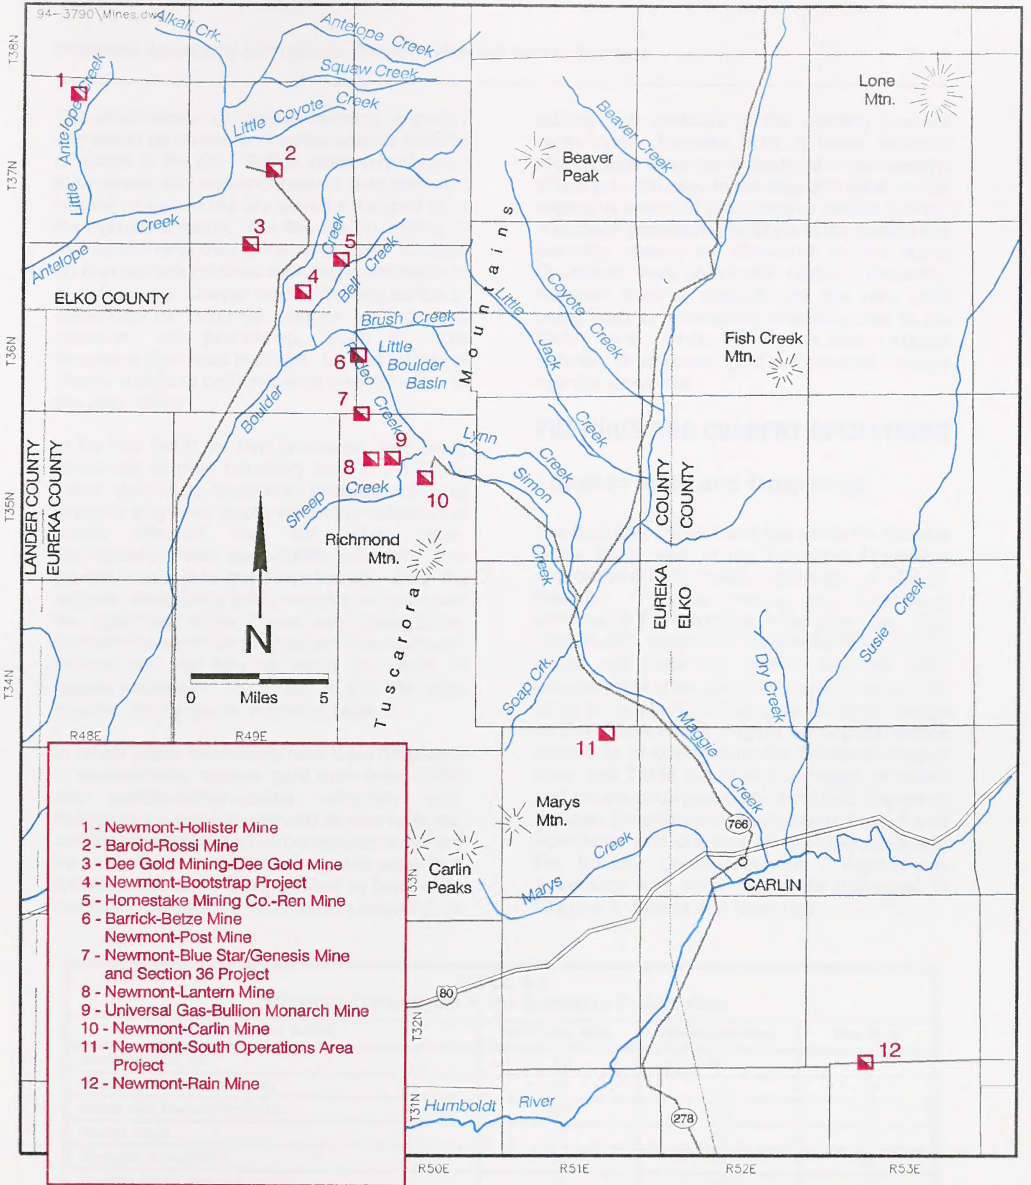 94-3790\Mines.dwg
T38N
T37N
T36N
T35N
T34N
T33N
T32N
T31N
Alkali Crk.
Antelope Creek
Squaw Creek
Little Coyote Creek
Little Antelope Creek
Antelope Creek
Beaver Creek
Lone
Mtn.
Beaver
Peak
1
2
3
4
5
6
7
8
9
10
11
12
ELKO COUNTY
Boulder Creek
Bell Creek
Brush Creek
Rodeo Creek
Little
Boulder
Basin
Tuscarora Mountains
Little Jack Creek
Coyote Creek
Fish Creek
Mtn.
LANDER COUNTY
EUREKA COUNTY
Sheep Creek
Lynn Creek
Simon Creek
Richmond
Mtn.
EUREKA COUNTY
ELKO COUNTY
N
0 5
Miles
Soap Crk.
Maggie Creek
Dry Creek
Susie Creek
R48E
R49E
Marys
Mtn.
Carlin
Peaks
Marys Creek
766
CARLIN
80
Humboldt River
278
R50E
R51E
R52E
R53E
1 - Newmont-Hollister Mine
2 - Baroid-Rossi Mine
3 - Dee Gold Mining-Dee Gold Mine
4 - Newmont-Bootstrap Project
5 - Homestake Mining Co.-Ren Mine
6 - Barrick-Betze Mine
Newmont-Post Mine
7 - Newmont-Blue Star/Genesis Mine
and Section 36 Project
8 - Newmont-Lantern Mine
9 - Universal Gas-Bullion Monarch Mine
10 - Newmont-Carlin Mine
11 - Newmont-South Operations Area
Project
12 - Newmont-Rain Mine